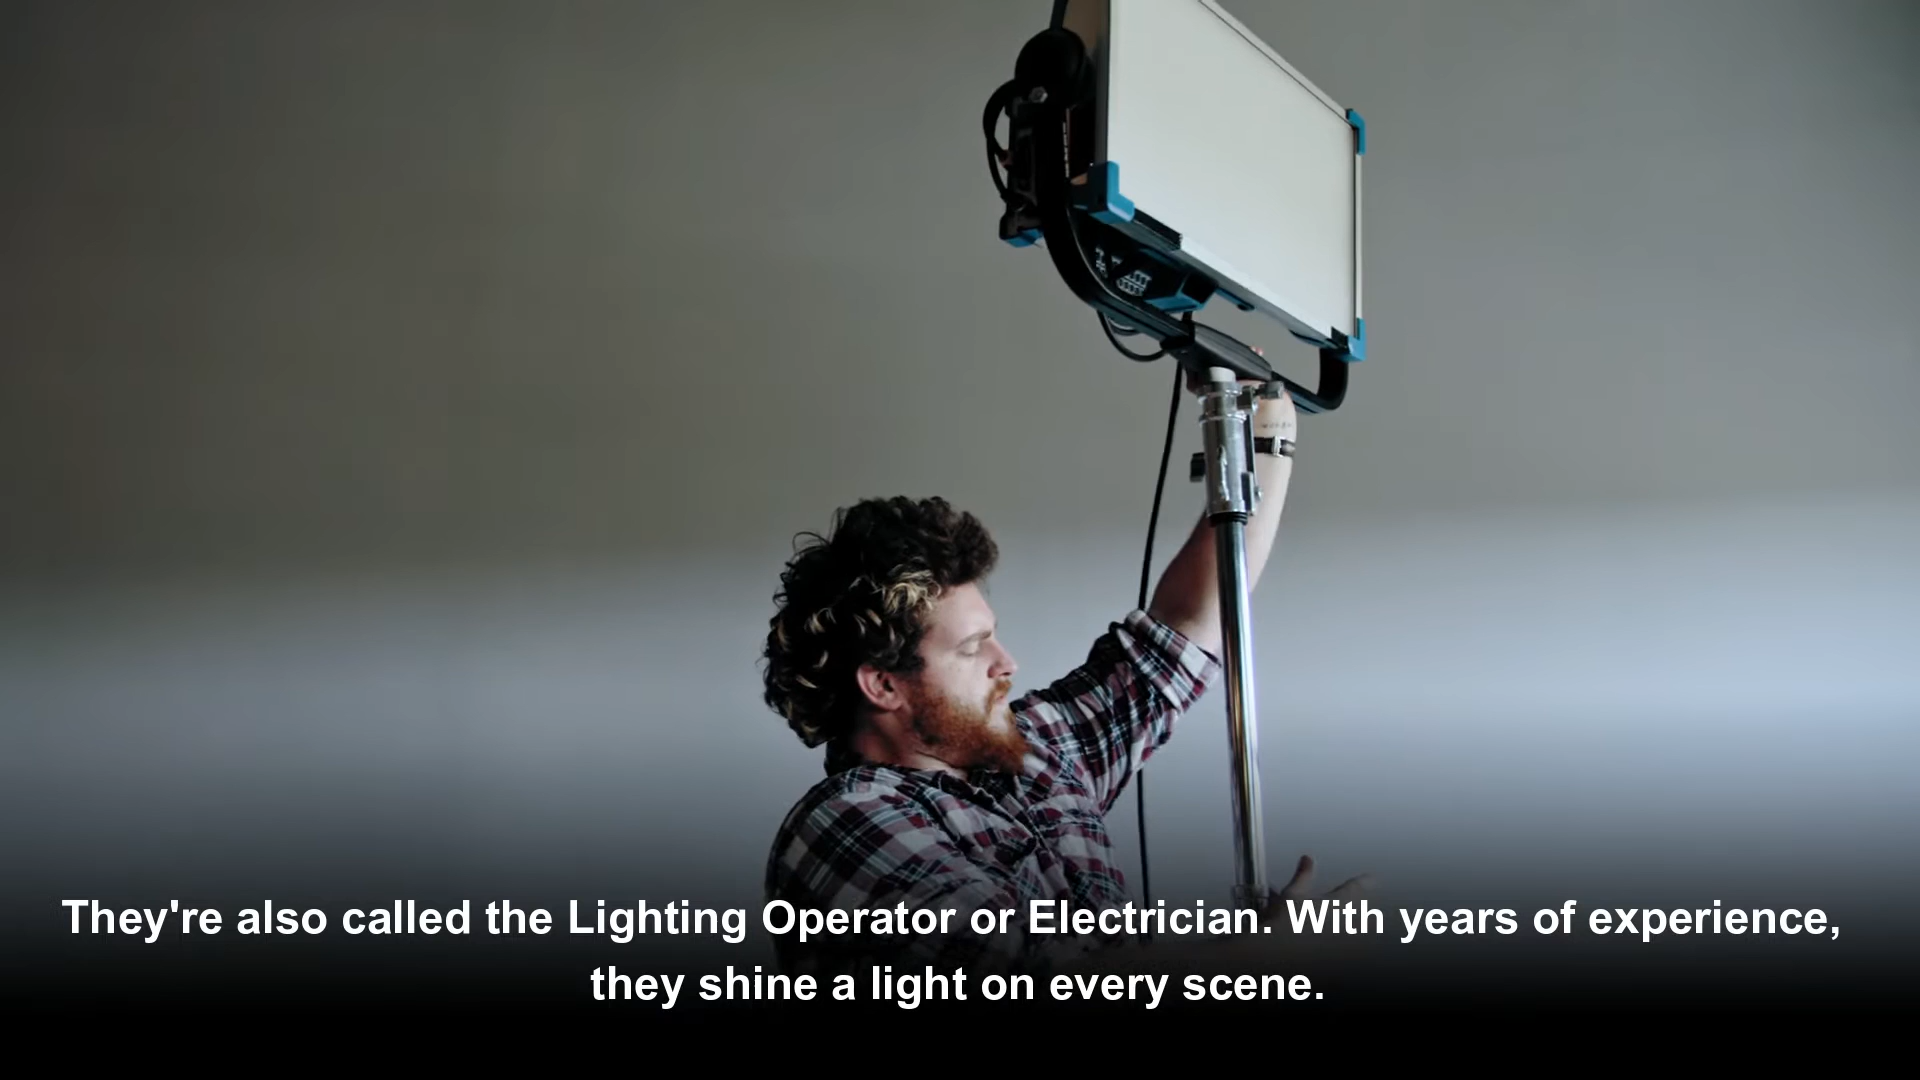 They're also called the Lighting Operator or Electrician. With years of experience,
they shine a light on every scene.